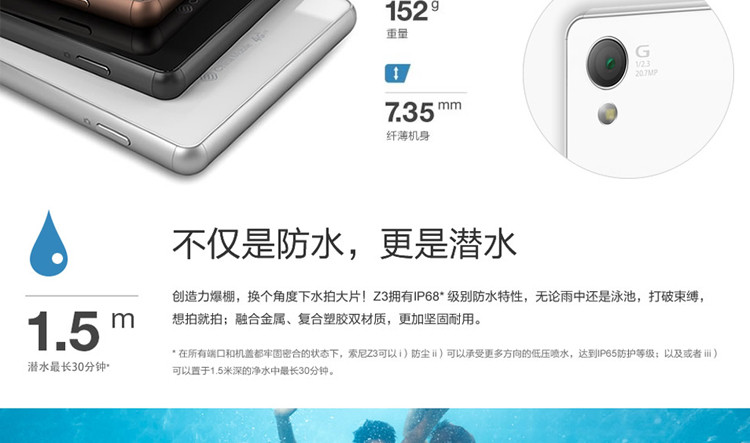 152g
重量
7.35mm
纤薄机身
G
1/2.3
20.7MP
不仅是防水，更是潜水
1.5m
潜水最长30分钟*
创造力爆棚，换个角度下水拍大片！Z3拥有IP68* 级别防水特性，无论雨中还是泳池，打破束缚，
想拍就拍；融合金属、复合塑胶双材质，更加坚固耐用。
* 在所有端口和机盖都牢固密合的状态下，索尼Z3可以 i ）防尘 ii ）可以承受更多方向的低压喷水，达到IP65防护等级；以及或者 iii ）
可以置于1.5米深的净水中最长30分钟。